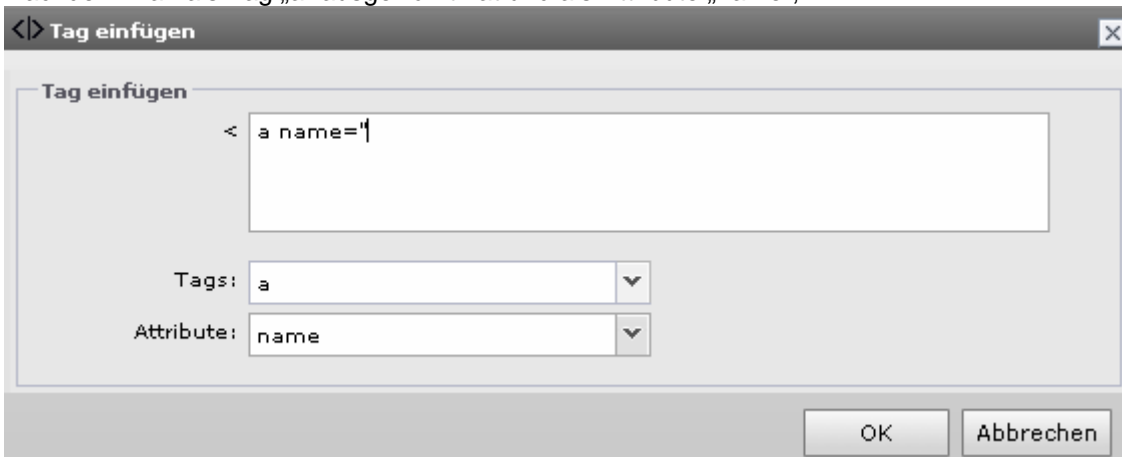 <|> Tag einfügen
Tag einfügen
< a name="
Tags: a
Attribute: name
OK Abbrechen